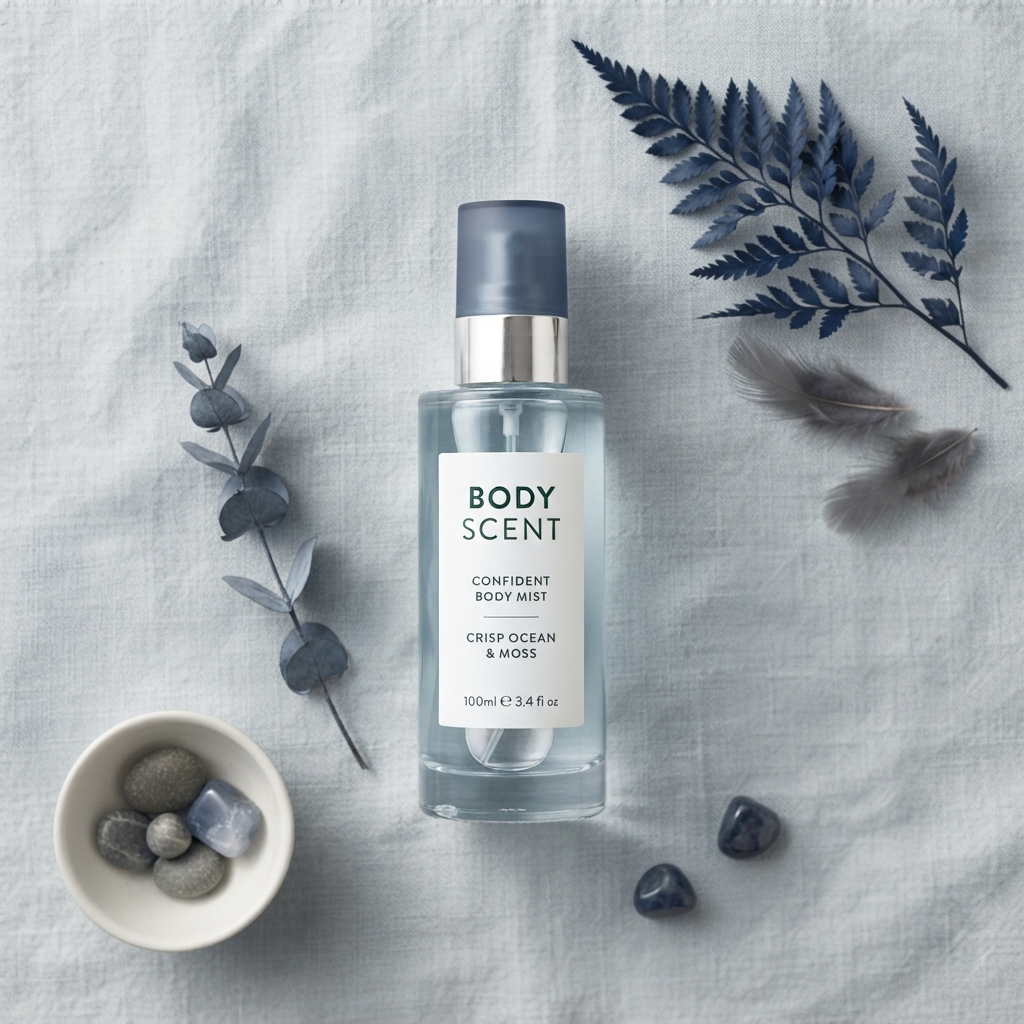 BODY
SCENT
CONFIDENT
BODY MIST
CRISP OCEAN
& MOSS
100ml ℮ 3.4 fl oz